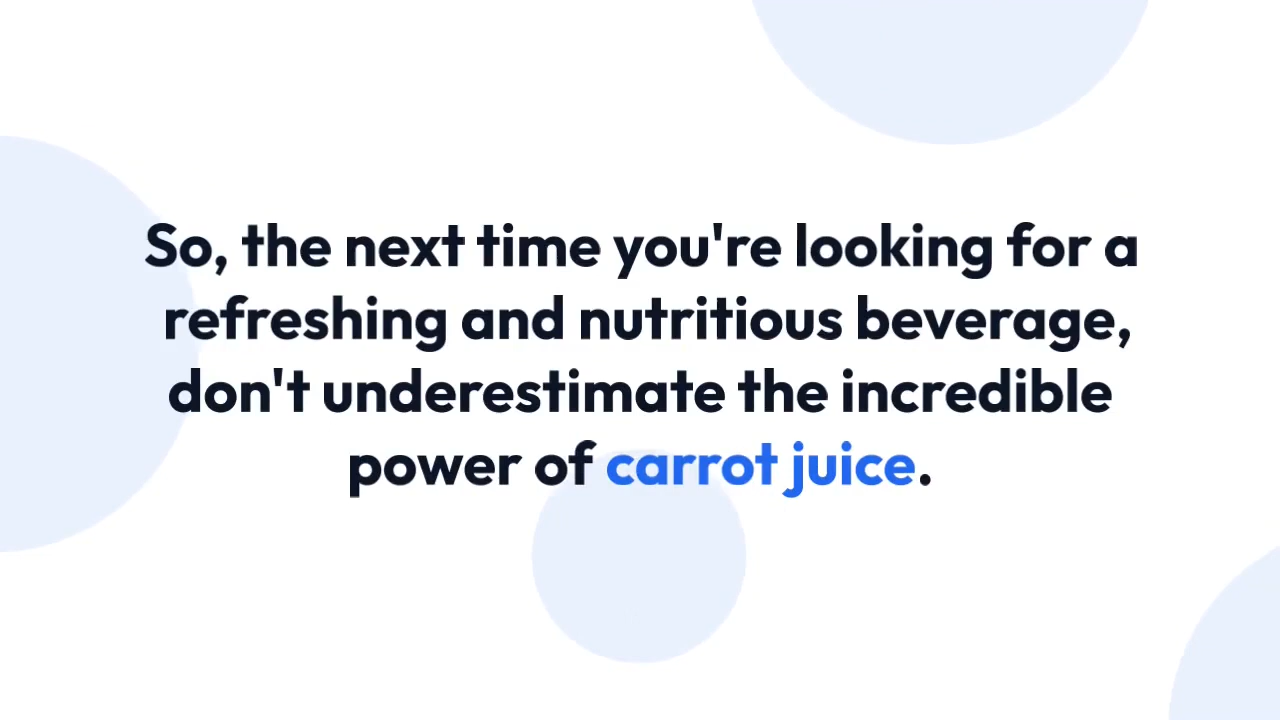 So, the next time you're looking for a
refreshing and nutritious beverage,
don't underestimate the incredible
power of carrot juice.